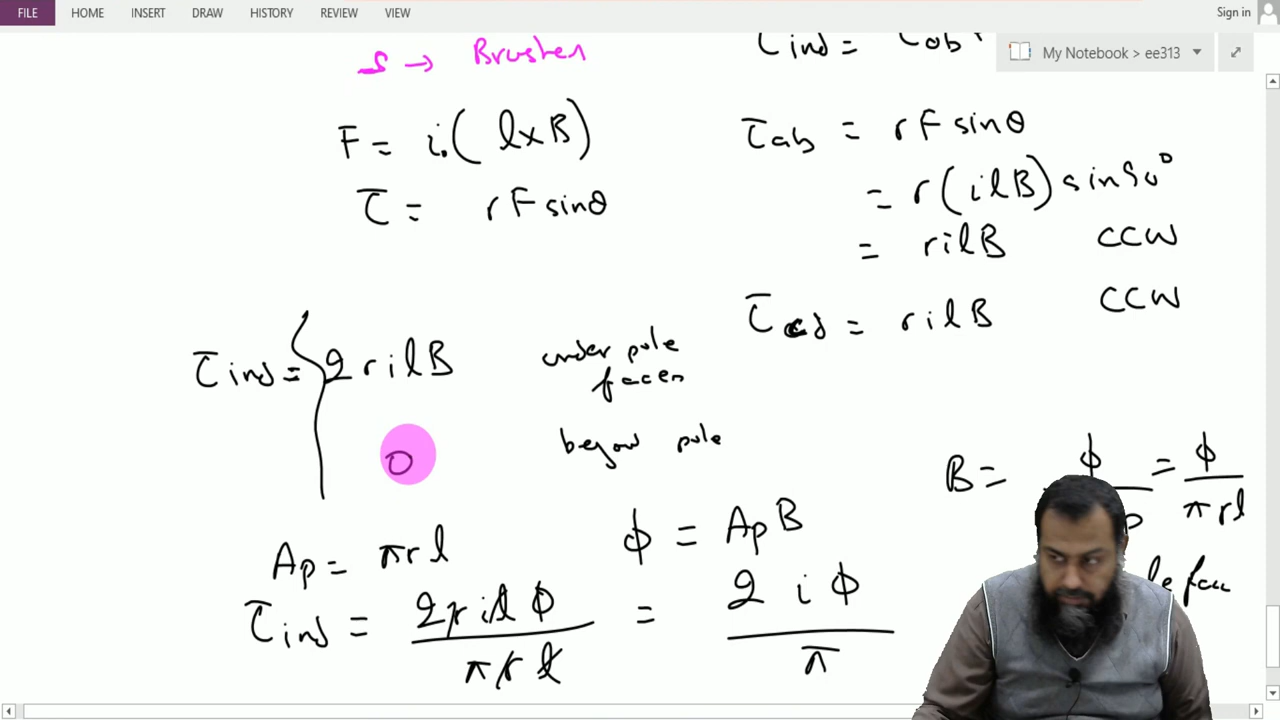 FILE HOME INSERT DRAW HISTORY REVIEW VIEW
Sign in
My Notebook > ee313
s → Brushes
τind =
F = i.( l×B)
τ = rF sinθ
τab = rF sinθ
= r(ilB) sin90°
= rilB CCW
τcd = rilB CCW
τind = { 2rilB under pole faces
0 beyow pole
B = ϕ = ϕ / πrl
Ap = πrl
ϕ = ApB
τind = 2rilϕ / πrl = 2iϕ / π